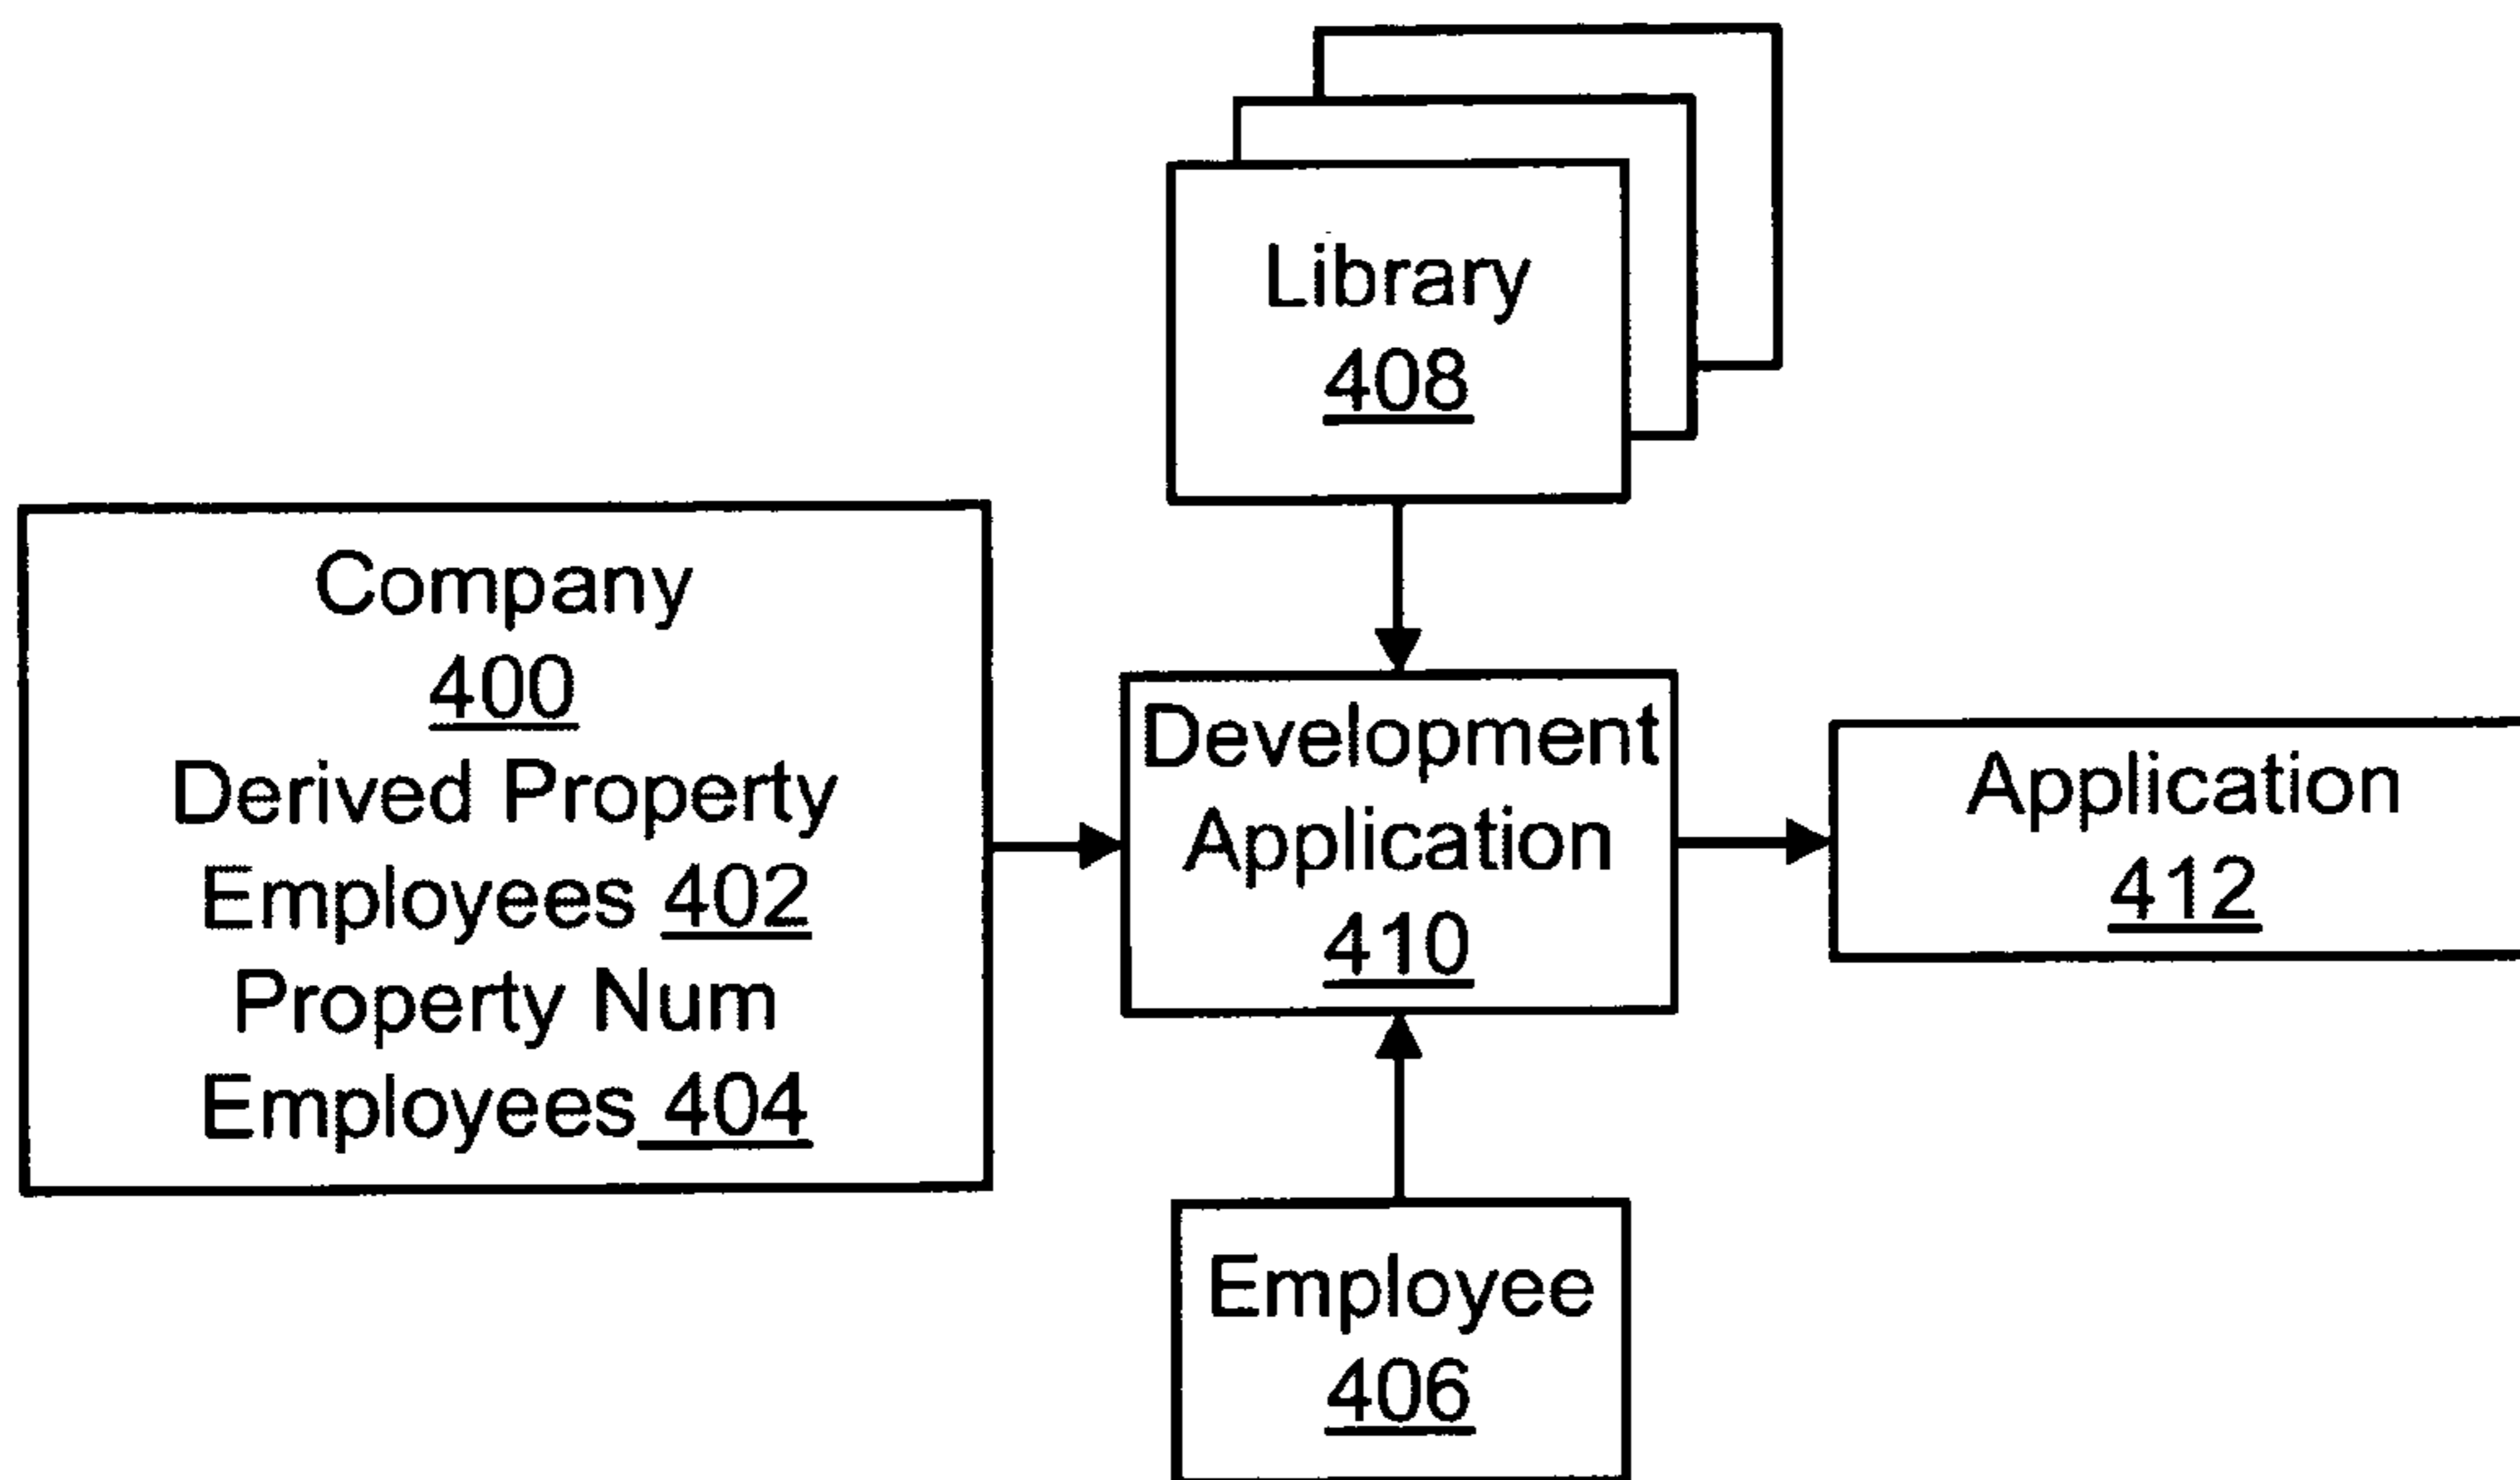 Library
408
Company
400
Derived Property
Employees 402
Property Num
Employees 404
Development
Application
410
Application
412
Employee
406